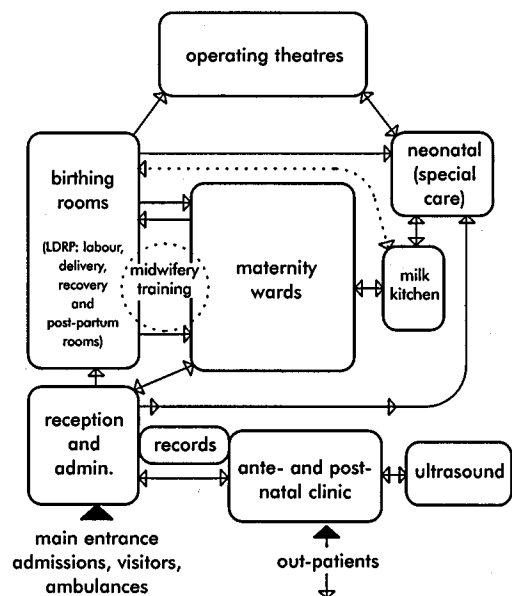 operating theatres
birthing
rooms
(LDRP: labour,
delivery,
recovery
and
post-partum
rooms)
midwifery
training
maternity
wards
neonatal
(special
care)
milk
kitchen
reception
and
admin.
records
ante- and post-
natal clinic
ultrasound
main entrance
admissions, visitors,
ambulances
out-patients